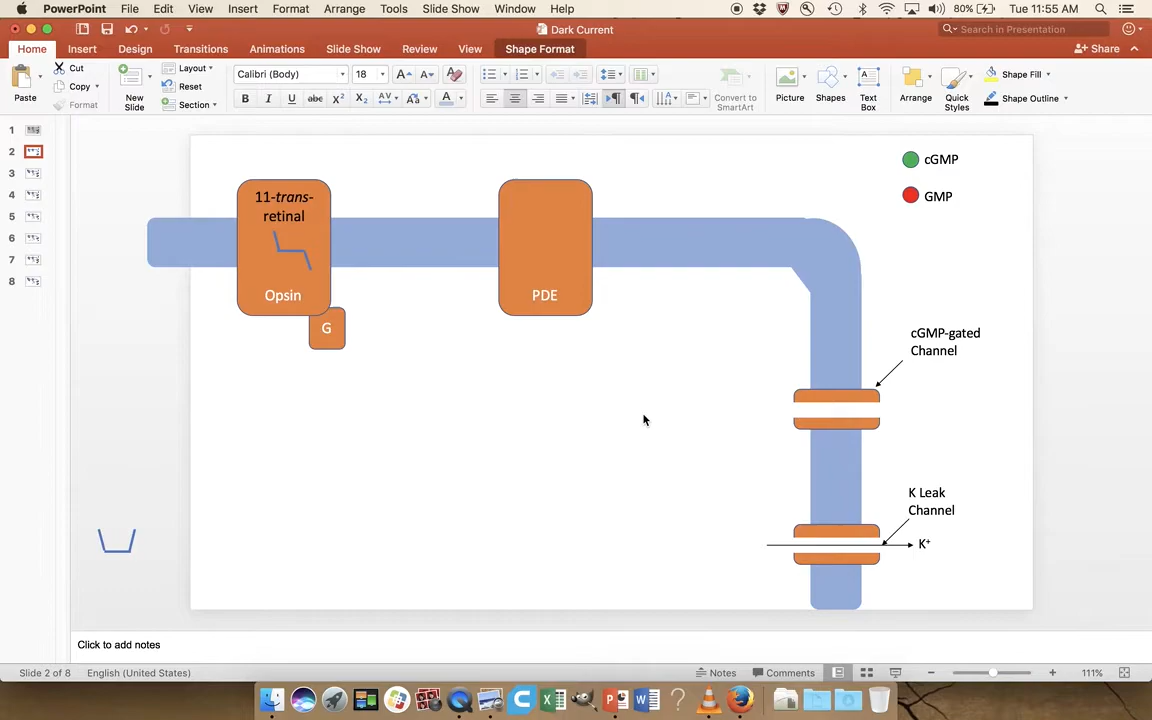 PowerPoint File Edit View Insert Format Arrange Tools Slide Show Window Help 80% Tue 11:55 AM
Dark Current
Search in Presentation
Home Insert Design Transitions Animations Slide Show Review View Shape Format Share
Paste
Cut
Copy
Format
New
Slide
Layout
Reset
Section
Calibri (Body) 18
Convert to
SmartArt
Picture
Shapes
Text
Box
Arrange
Quick
Styles
Shape Fill
Shape Outline
1
2
3
4
5
6
7
8
11-trans-
retinal
Opsin
G
PDE
cGMP
GMP
cGMP-gated
Channel
K Leak
Channel
K⁺
Click to add notes
Slide 2 of 8 English (United States) Notes Comments 111%